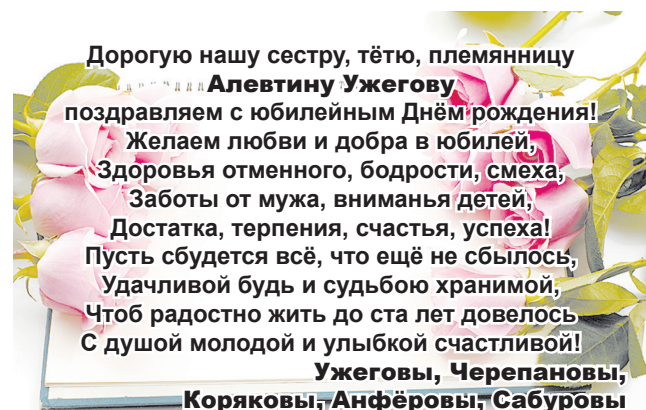 Дорогую нашу сестру, тётю, племянницу
Алевтину Ужегову
поздравляем с юбилейным Днём рождения!
Желаем любви и добра в юбилей,
Здоровья отменного, бодрости, смеха,
Заботы от мужа, вниманья детей,
Достатка, терпения, счастья, успеха!
Пусть сбудется всё, что ещё не сбылось,
Удачливой будь и судьбою хранимой,
Чтоб радостно жить до ста лет довелось
С душой молодой и улыбкой счастливой!
Ужеговы, Черепановы,
Коряковы, Анфёровы, Сабуровы